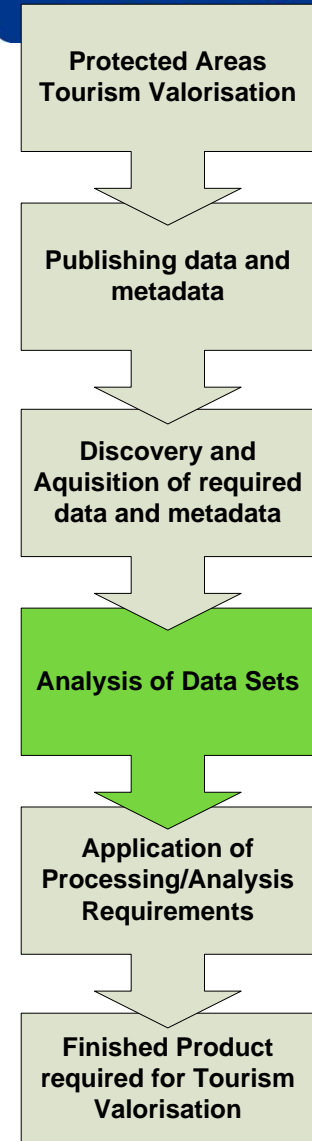 Protected Areas
Tourism Valorisation
Publishing data and
metadata
Discovery and
Aquisition of required
data and metadata
Analysis of Data Sets
Application of
Processing/Analysis
Requirements
Finished Product
required for Tourism
Valorisation